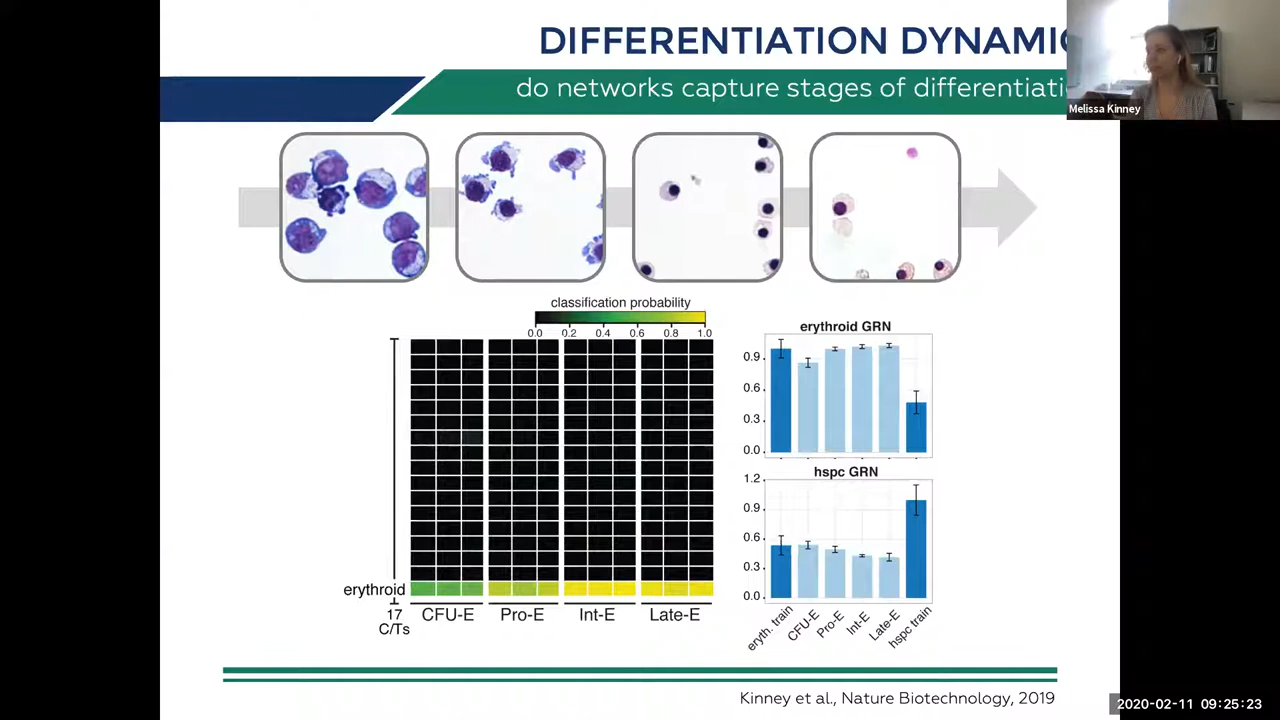 DIFFERENTIATION DYNAMIC
do networks capture stages of differentiati
Melissa Kinney
classification probability
0.0 0.2 0.4 0.6 0.8 1.0
erythroid
17
C/Ts
CFU-E Pro-E Int-E Late-E
erythroid GRN
0.9
0.6
0.3
0.0
hspc GRN
1.2
0.9
0.6
0.3
0.0
eryth. train CFU-E Pro-E Int-E Late-E hspc train
Kinney et al., Nature Biotechnology, 2019
2020-02-11 09:25:23